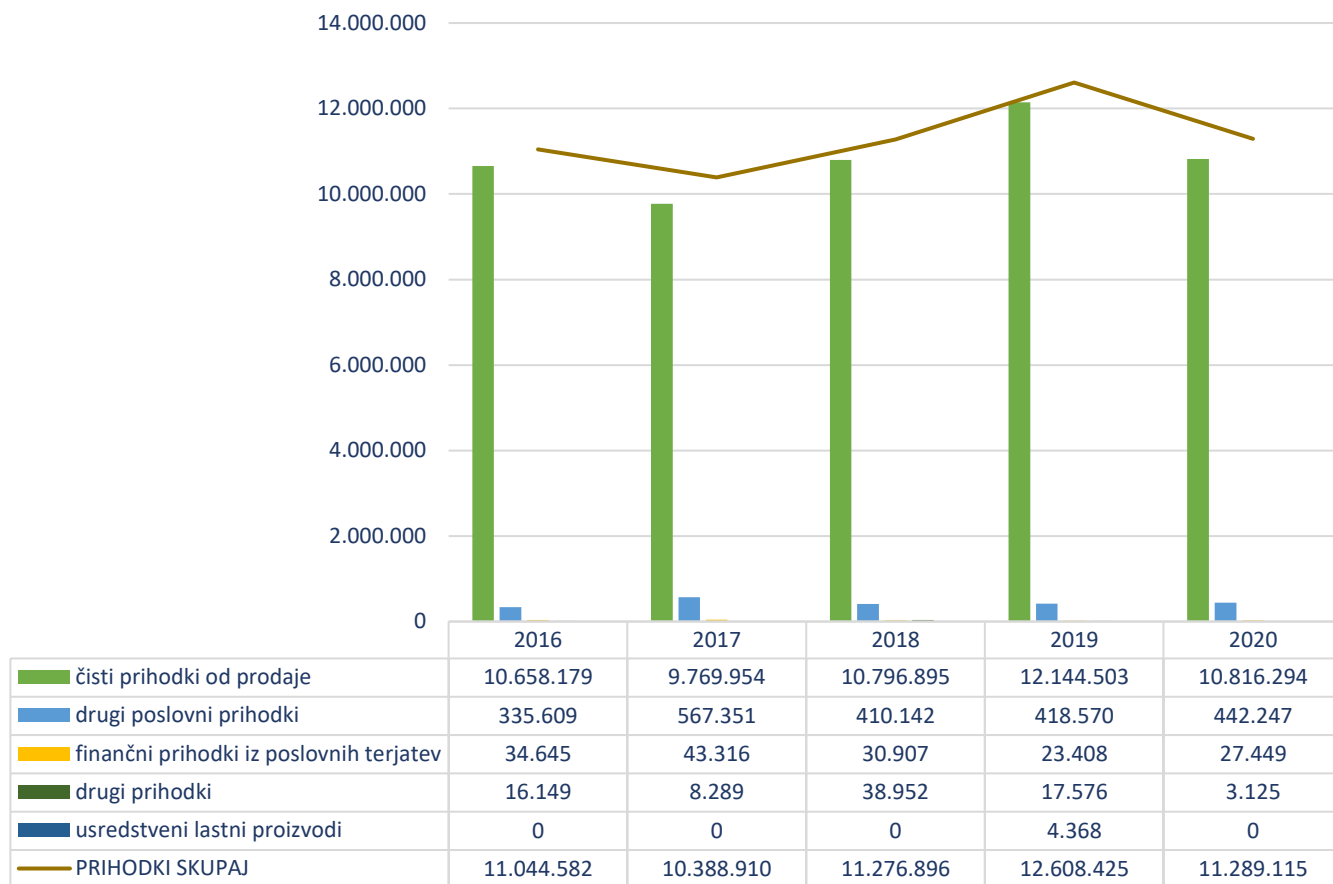 14.000.000
12.000.000
10.000.000
8.000.000
6.000.000
4.000.000
2.000.000
0
2016 2017 2018 2019 2020
čisti prihodki od prodaje 10.658.179 9.769.954 10.796.895 12.144.503 10.816.294
drugi poslovni prihodki 335.609 567.351 410.142 418.570 442.247
finančni prihodki iz poslovnih terjatev 34.645 43.316 30.907 23.408 27.449
drugi prihodki 16.149 8.289 38.952 17.576 3.125
usredstveni lastni proizvodi 0 0 0 4.368 0
PRIHODKI SKUPAJ 11.044.582 10.388.910 11.276.896 12.608.425 11.289.115